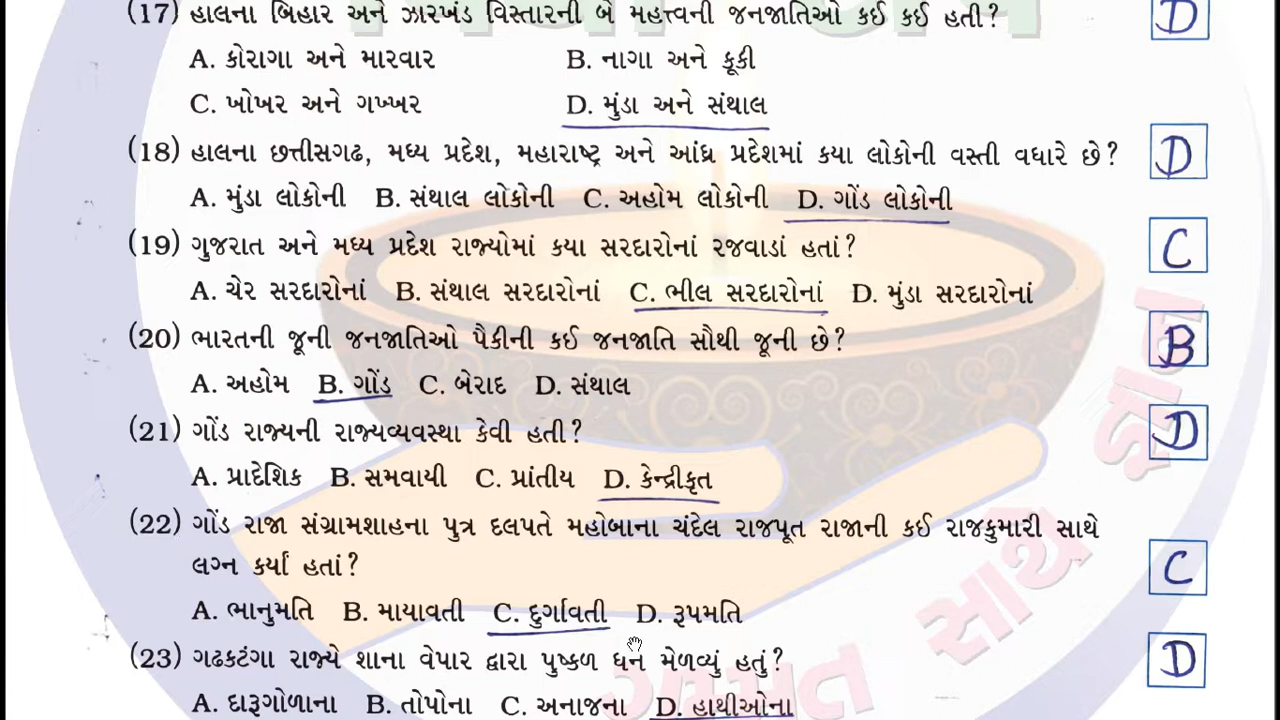 (17) હાલના બિહાર અને ઝારખંડ વિસ્તારની બે મહત્ત્વની જનજાતિઓ કઈ કઈ હતી? D
A. કોરાગા અને મારવાર B. નાગા અને કૂકી
C. ખોખર અને ગખ્ખર D. મુંડા અને સંથાલ
(18) હાલના છત્તીસગઢ, મધ્ય પ્રદેશ, મહારાષ્ટ્ર અને આંધ્ર પ્રદેશમાં કયા લોકોની વસ્તી વધારે છે? D
A. મુંડા લોકોની B. સંથાલ લોકોની C. અહોમ લોકોની D. ગોંડ લોકોની
(19) ગુજરાત અને મધ્ય પ્રદેશ રાજ્યોમાં કયા સરદારોનાં રજવાડાં હતાં? C
A. ચેર સરદારોનાં B. સંથાલ સરદારોનાં C. ભીલ સરદારોનાં D. મુંડા સરદારોનાં
(20) ભારતની જૂની જનજાતિઓ પૈકીની કઈ જનજાતિ સૌથી જૂની છે? B
A. અહોમ B. ગોંડ C. બેરાદ D. સંથાલ
(21) ગોંડ રાજ્યની રાજ્યવ્યવસ્થા કેવી હતી? D
A. પ્રાદેશિક B. સમવાયી C. પ્રાંતીય D. કેન્દ્રીકૃત
(22) ગોંડ રાજા સંગ્રામશાહના પુત્ર દલપતે મહોબાના ચંદેલ રાજપૂત રાજાની કઈ રાજકુમારી સાથે
લગ્ન કર્યાં હતાં? C
A. ભાનુમતિ B. માયાવતી C. દુર્ગાવતી D. રૂપમતિ
(23) ગઢકટંગા રાજ્યે શાના વેપાર દ્વારા પુષ્કળ ધન મેળવ્યું હતું? D
A. દારૂગોળાના B. તોપોના C. અનાજના D. હાથીઓના
ગમ્મત સાથે જ્ઞાન